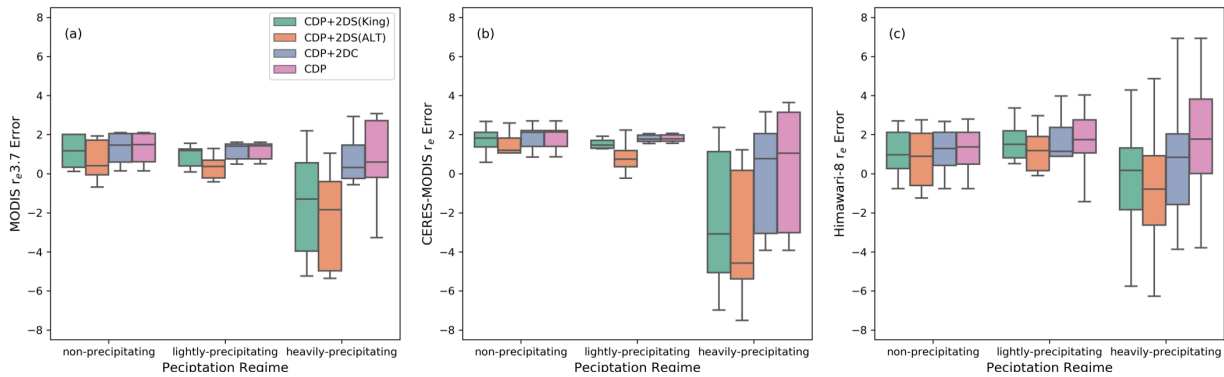 8
6
4
2
0
−2
−4
−6
−8
MODIS re3.7 Error
(a)
CDP+2DS(King)
CDP+2DS(ALT)
CDP+2DC
CDP
non-precipitating lightly-precipitating heavily-precipitating
Peciptation Regime
8
6
4
2
0
−2
−4
−6
−8
CERES-MODIS re Error
(b)
non-precipitating lightly-precipitating heavily-precipitating
Peciptation Regime
8
6
4
2
0
−2
−4
−6
−8
Himawari-8 re Error
(c)
non-precipitating lightly-precipitating heavily-precipitating
Peciptation Regime